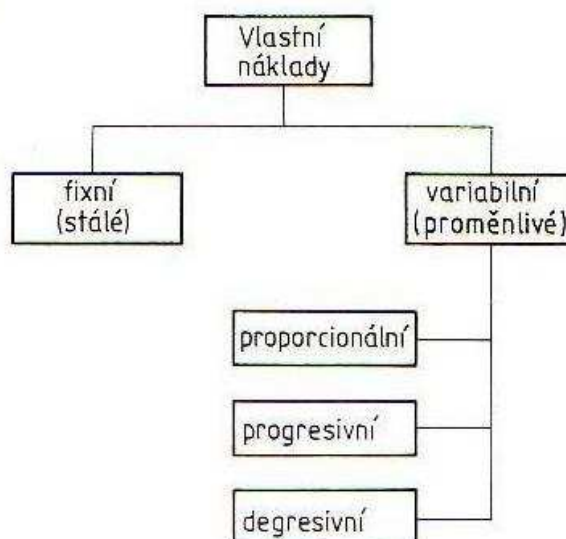 Vlastní
náklady
fixní
(stálé)
variabilní
(proměnlivé)
proporcionální
progresivní
degresivní